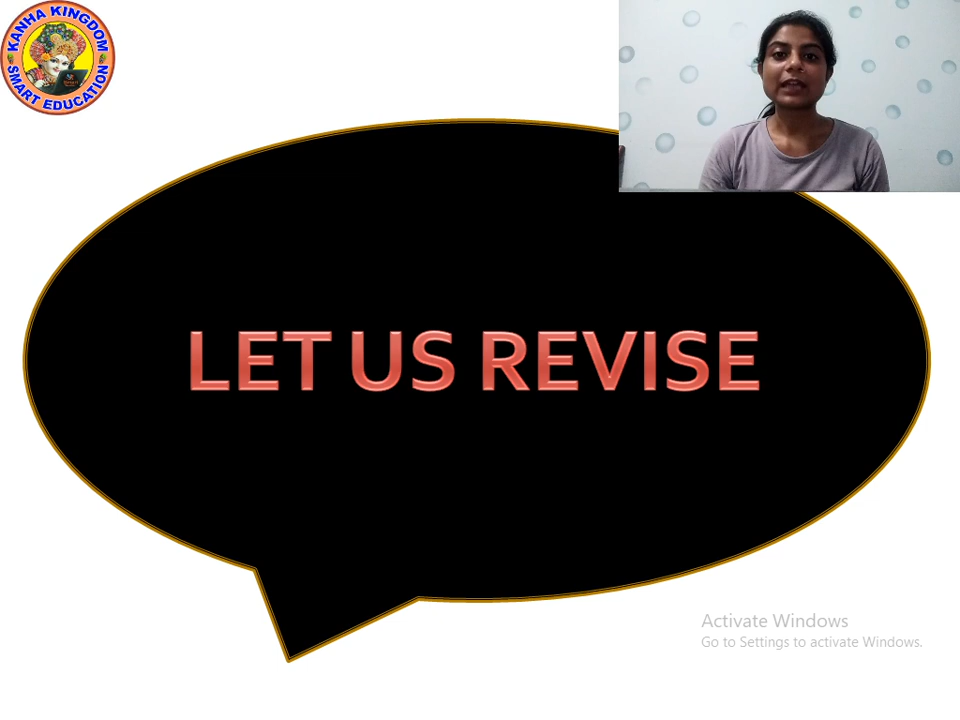 KANHA KINGDOM
SMART EDUCATION
LET US REVISE
Activate Windows
Go to Settings to activate Windows.